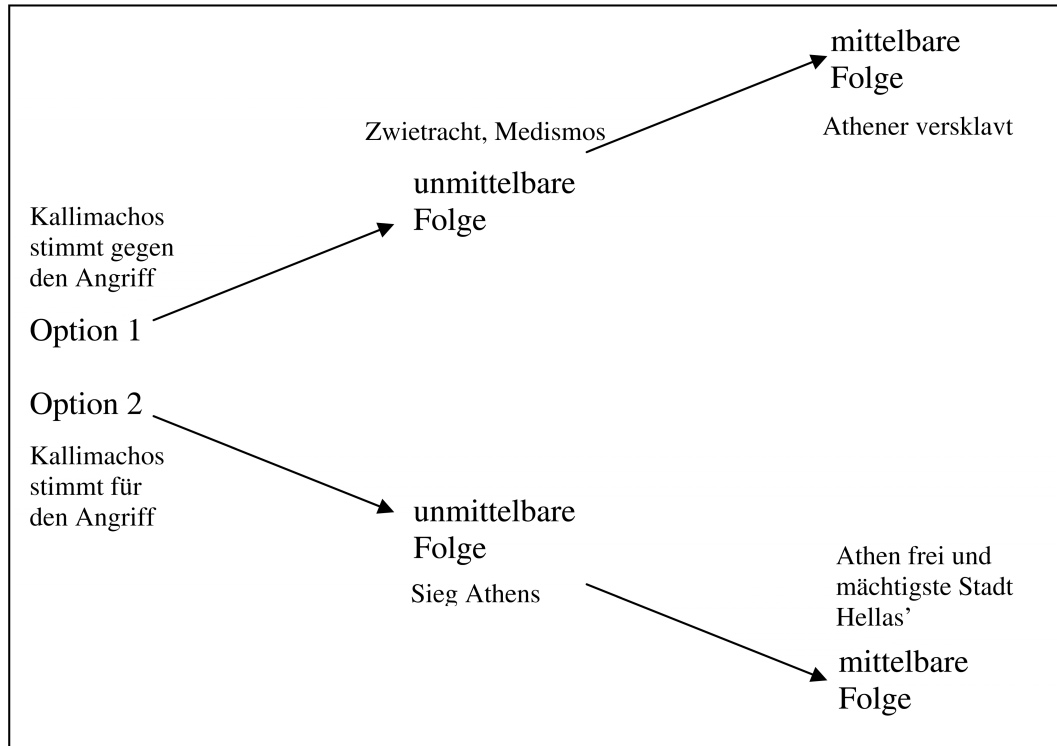 mittelbare
Folge
Athener versklavt
Zwietracht, Medismos
unmittelbare
Folge
Kallimachos
stimmt gegen
den Angriff
Option 1
Option 2
Kallimachos
stimmt für
den Angriff
unmittelbare
Folge
Sieg Athens
Athen frei und
mächtigste Stadt
Hellas’
mittelbare
Folge